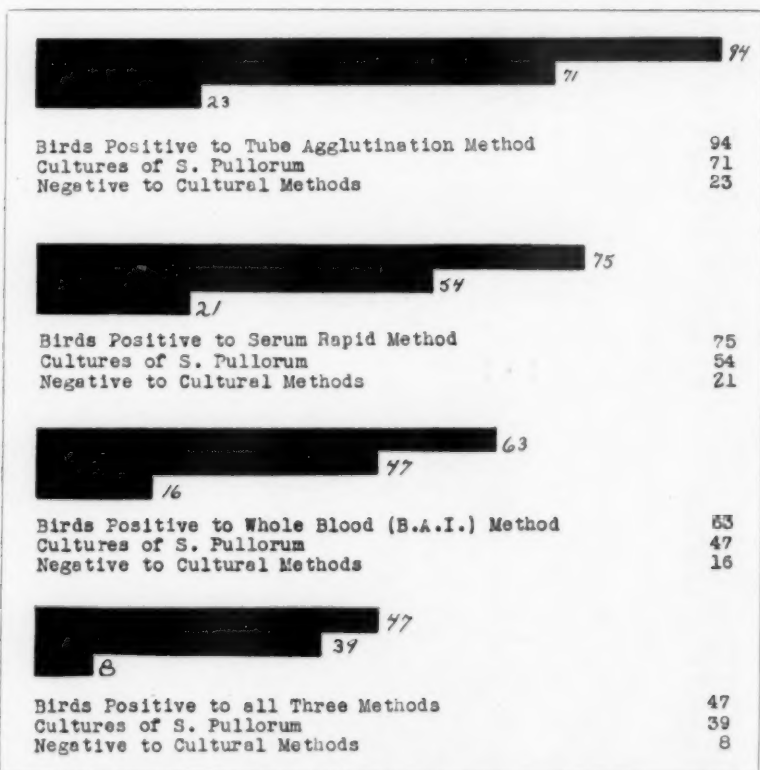 94
71
23
Birds Positive to Tube Agglutination Method 94
Cultures of S. Pullorum 71
Negative to Cultural Methods 23
75
54
21
Birds Positive to Serum Rapid Method 75
Cultures of S. Pullorum 54
Negative to Cultural Methods 21
63
47
16
Birds Positive to Whole Blood (B.A.I.) Method 63
Cultures of S. Pullorum 47
Negative to Cultural Methods 16
47
39
8
Birds Positive to all Three Methods 47
Cultures of S. Pullorum 39
Negative to Cultural Methods 8